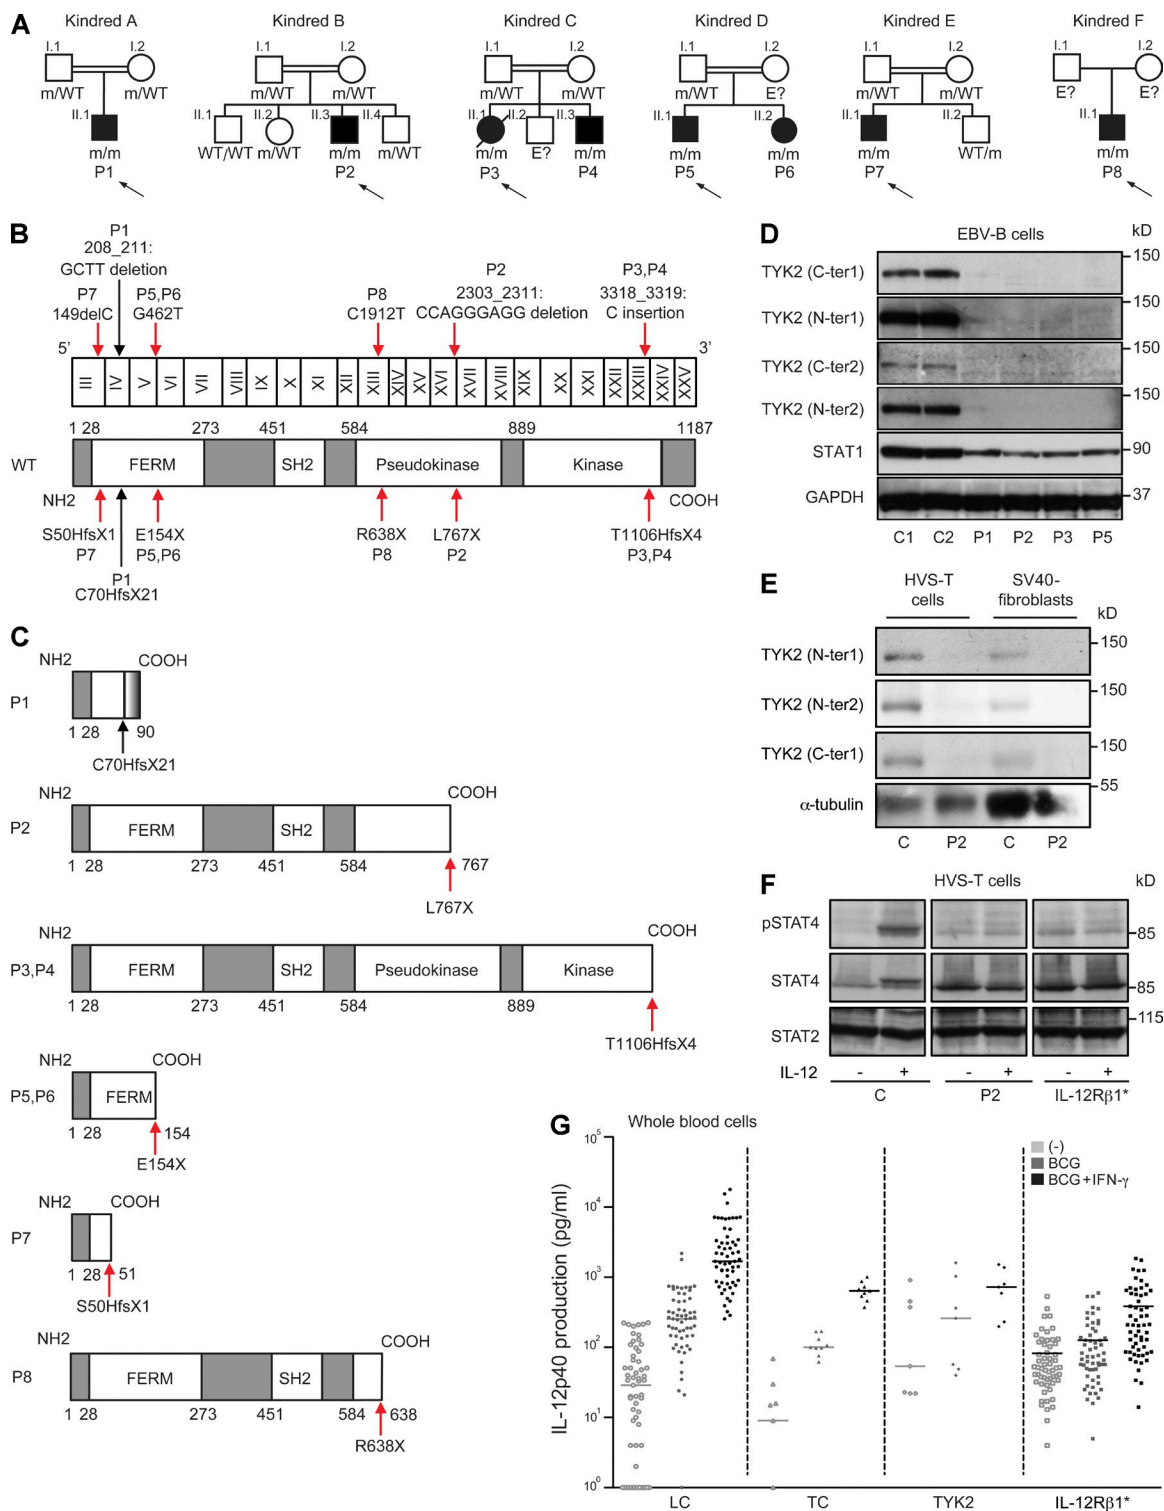 A
Kindred A
Kindred B
Kindred C
Kindred D
Kindred E
Kindred F
I.1
I.2
I.1
I.2
I.1
I.2
I.1
I.2
I.1
I.2
I.1
I.2
m/WT
m/WT
m/WT
m/WT
m/WT
m/WT
m/WT
E?
m/WT
m/WT
E?
E?
II.1
II.1
II.2
II.3
II.4
II.1
II.2
II.3
II.1
II.2
II.1
II.2
II.1
m/m
WT/WT
m/WT
m/m
m/WT
m/m
E?
m/m
m/m
m/m
m/m
WT/m
m/m
P1
P2
P3
P4
P5
P6
P7
P8
B
P1
208_211:
GCTT deletion
P7
149delC
P5,P6
G462T
P8
C1912T
P2
2303_2311:
CCAGGGAGG deletion
P3,P4
3318_3319:
C insertion
5’
3’
III
IV
V
VI
VII
VIII
IX
X
XI
XII
XIII
XIV
XV
XVI
XVII
XVIII
XIX
XX
XXI
XXII
XXIII
XXIV
XXV
1 28 273 451 584 889 1187
WT
FERM
SH2
Pseudokinase
Kinase
NH2
COOH
S50HfsX1
P7
E154X
P5,P6
R638X
P8
L767X
P2
T1106HfsX4
P3,P4
P1
C70HfsX21
C
NH2
COOH
P1
1 28 90
C70HfsX21
NH2
COOH
P2
FERM
SH2
1 28 273 451 584 767
L767X
NH2
COOH
P3,P4
FERM
SH2
Pseudokinase
Kinase
1 28 273 451 584 889
T1106HfsX4
NH2
COOH
P5,P6
FERM
1 28 154
E154X
NH2
COOH
P7
1 28 51
S50HfsX1
NH2
COOH
P8
FERM
SH2
1 28 273 451 584 638
R638X
D
EBV-B cells
kD
TYK2 (C-ter1)
150
TYK2 (N-ter1)
150
TYK2 (C-ter2)
150
TYK2 (N-ter2)
150
STAT1
90
GAPDH
37
C1 C2 P1 P2 P3 P5
E
HVS-T
cells
SV40-
fibroblasts
kD
TYK2 (N-ter1)
150
TYK2 (N-ter2)
150
TYK2 (C-ter1)
150
55
α-tubulin
C P2 C P2
F
HVS-T cells
kD
pSTAT4
85
STAT4
85
STAT2
115
IL-12 - + - + - +
C P2 IL-12Rβ1*
G
Whole blood cells
(-)
BCG
BCG+IFN-γ
IL-12p40 production (pg/ml)
10⁵
10⁴
10³
10²
10¹
10⁰
LC TC TYK2 IL-12Rβ1*